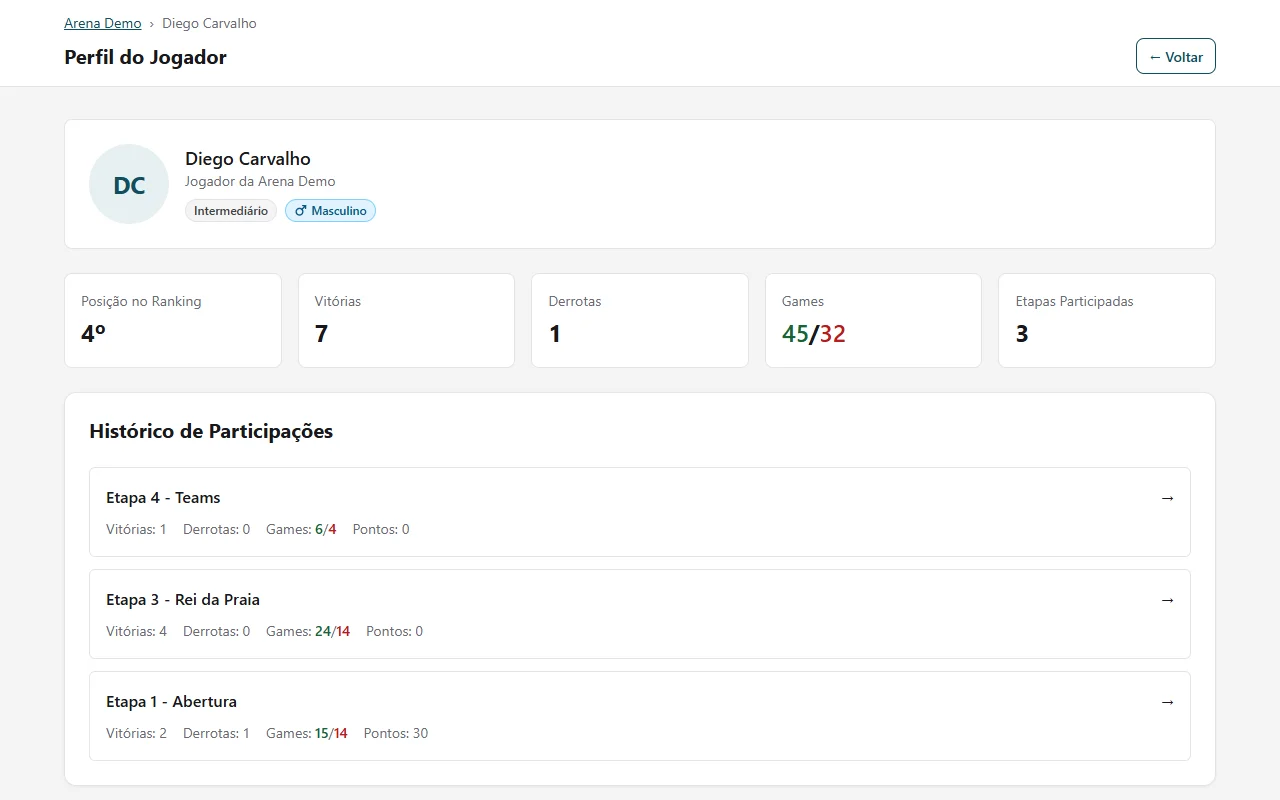 Arena Demo › Diego Carvalho
Perfil do Jogador
← Voltar
DC
Diego Carvalho
Jogador da Arena Demo
Intermediário
♂ Masculino
Posição no Ranking
4º
Vitórias
7
Derrotas
1
Games
45/32
Etapas Participadas
3
Histórico de Participações
Etapa 4 - Teams →
Vitórias: 1 Derrotas: 0 Games: 6/4 Pontos: 0
Etapa 3 - Rei da Praia →
Vitórias: 4 Derrotas: 0 Games: 24/14 Pontos: 0
Etapa 1 - Abertura →
Vitórias: 2 Derrotas: 1 Games: 15/14 Pontos: 30